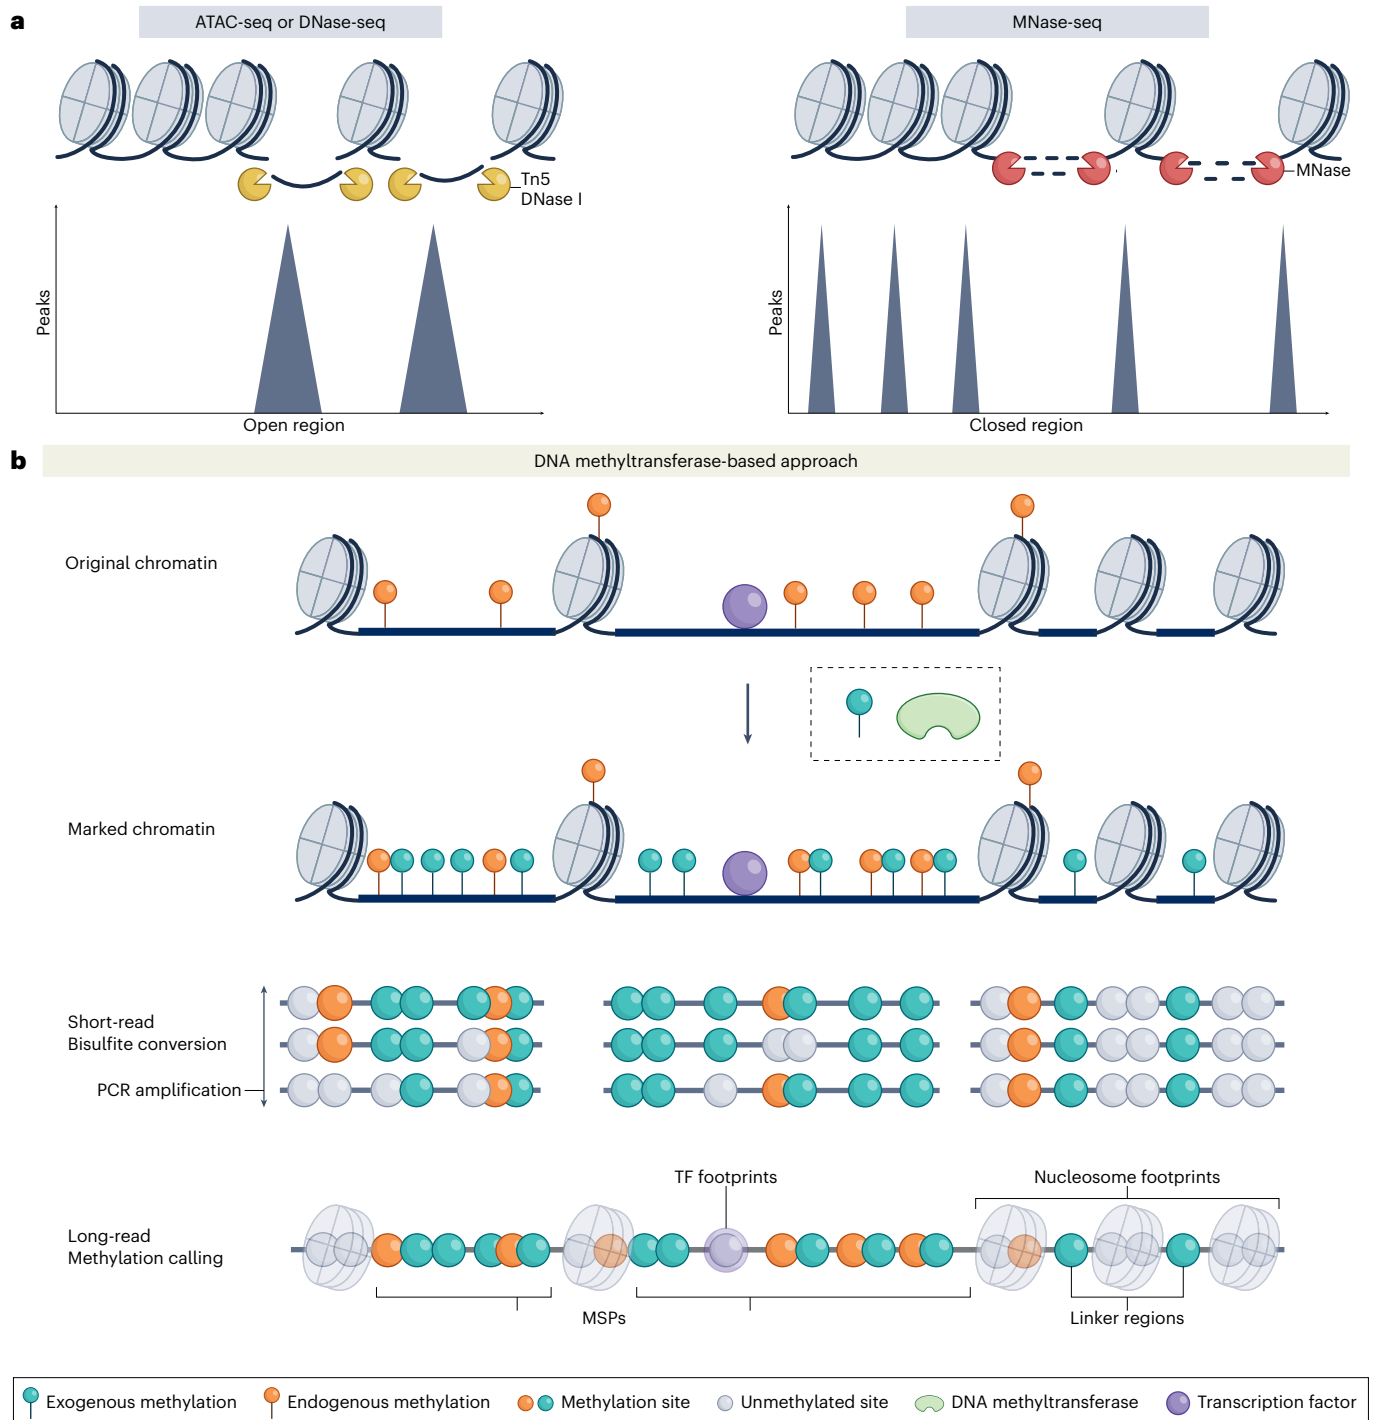 a
ATAC-seq or DNase-seq
MNase-seq
Tn5
DNase I
MNase
Peaks
Open region
Peaks
Closed region
b
DNA methyltransferase-based approach
Original chromatin
Marked chromatin
Short-read
Bisulfite conversion
PCR amplification
TF footprints
Nucleosome footprints
Long-read
Methylation calling
MSPs
Linker regions
Exogenous methylation
Endogenous methylation
Methylation site
Unmethylated site
DNA methyltransferase
Transcription factor